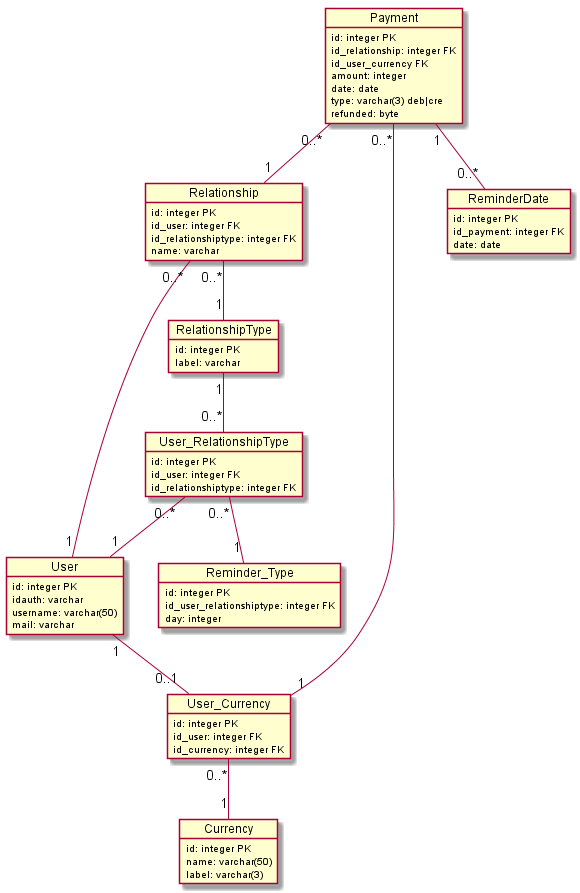 Payment
id: integer PK
id_relationship: integer FK
id_user_currency FK
amount: integer
date: date
type: varchar(3) deb|cre
refunded: byte
0..*
0..*
1
1
0..*
Relationship
id: integer PK
id_user: integer FK
id_relationshiptype: integer FK
name: varchar
ReminderDate
id: integer PK
id_payment: integer FK
date: date
0..*
0..*
1
RelationshipType
id: integer PK
label: varchar
1
0..*
User_RelationshipType
id: integer PK
id_user: integer FK
id_relationshiptype: integer FK
0..*
0..*
1
1
1
User
id: integer PK
idauth: varchar
username: varchar(50)
mail: varchar
Reminder_Type
id: integer PK
id_user_relationshiptype: integer FK
day: integer
1
0..1
1
User_Currency
id: integer PK
id_user: integer FK
id_currency: integer FK
0..*
1
Currency
id: integer PK
name: varchar(50)
label: varchar(3)